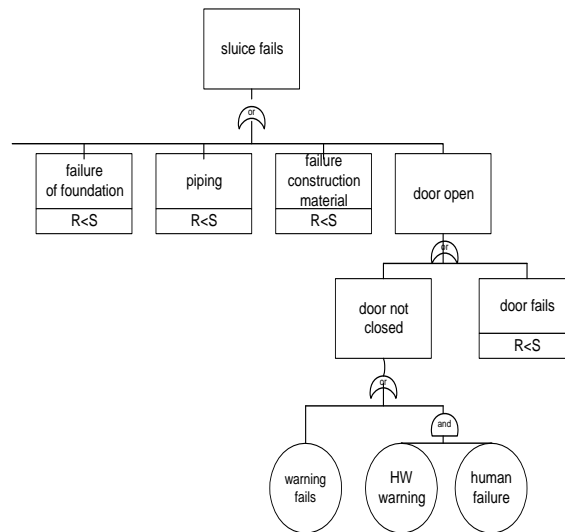 sluice fails
or
failure
of foundation
R<S
piping
R<S
failure
construction
material
R<S
door open
or
door not
closed
door fails
R<S
or
and
warning
fails
HW
warning
human
failure